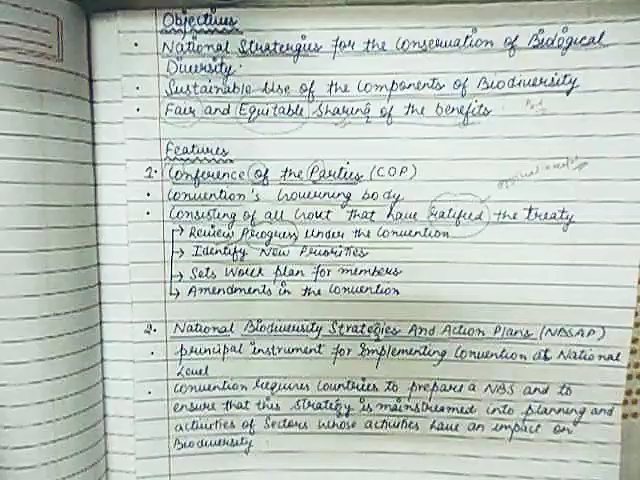 Objectives
• National Strategies for the Conservation of Biological
Diversity.
• Sustainable Use of the Components of Biodiversity
• Fair and Equitable Sharing of the benefits
Features
1. Conference of the Parties (COP)
• Convention's Governing body
• Consisting of all Govt that have ratified the treaty
→ Review Progress under the Convention
→ Identify New Priorities
→ Sets Work plan for members
→ Amendments in the Convention
2. National Biodiversity Strategies And Action Plans (NBSAP)
• principal instrument for Implementing Convention at National
Level
• Convention requires Countries to prepare a NBS and to
ensure that this Strategy is mainstreamed into planning and
activities of Sectors whose activities have an impact on
Biodiversity